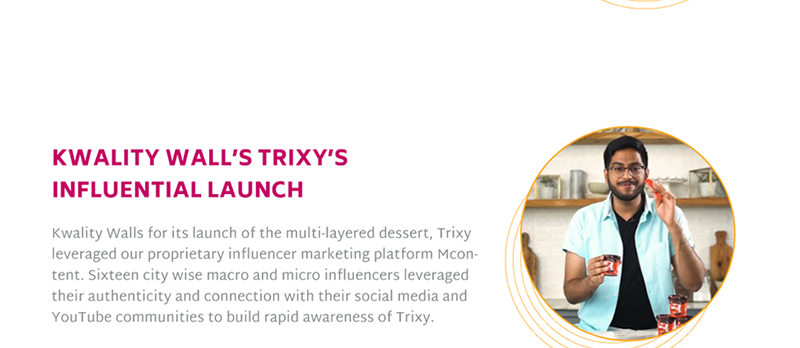 KWALITY WALL'S TRIXY'S
INFLUENTIAL LAUNCH
Kwality Walls for its launch of the multi-layered dessert, Trixy
leveraged our proprietary influencer marketing platform Mcon-
tent. Sixteen city wise macro and micro influencers leveraged
their authenticity and connection with their social media and
YouTube communities to build rapid awareness of Trixy.